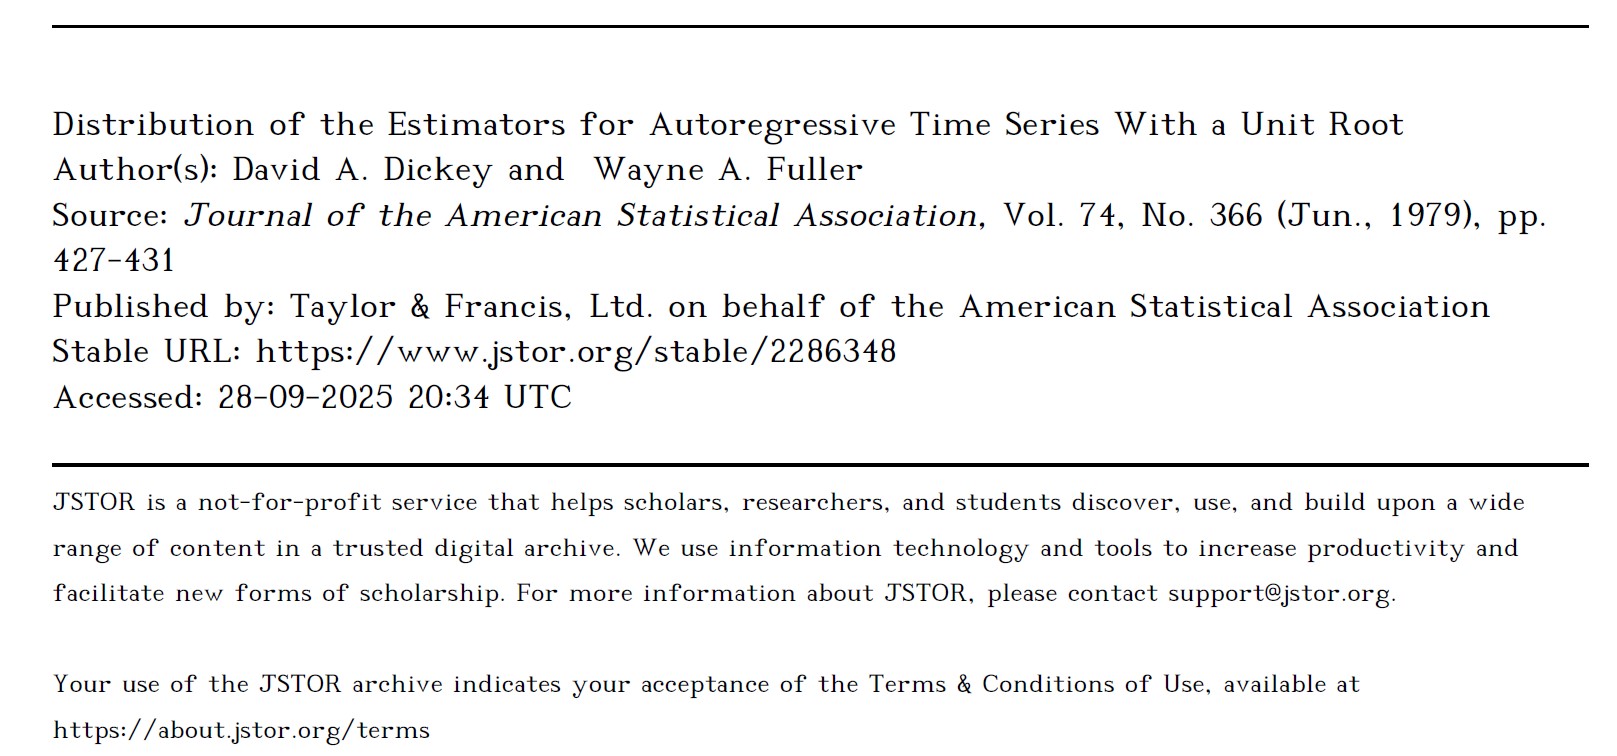 Distribution of the Estimators for Autoregressive Time Series With a Unit Root
Author(s): David A. Dickey and Wayne A. Fuller
Source: Journal of the American Statistical Association, Vol. 74, No. 366 (Jun., 1979), pp.
427-431
Published by: Taylor & Francis, Ltd. on behalf of the American Statistical Association
Stable URL: https://www.jstor.org/stable/2286348
Accessed: 28-09-2025 20:34 UTC
JSTOR is a not-for-profit service that helps scholars, researchers, and students discover, use, and build upon a wide
range of content in a trusted digital archive. We use information technology and tools to increase productivity and
facilitate new forms of scholarship. For more information about JSTOR, please contact support@jstor.org.
Your use of the JSTOR archive indicates your acceptance of the Terms & Conditions of Use, available at
https://about.jstor.org/terms